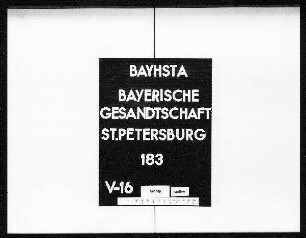 BAYHSTA
BAYERISCHE
GESANDTSCHAFT
ST.PETERSBURG
183
V-16